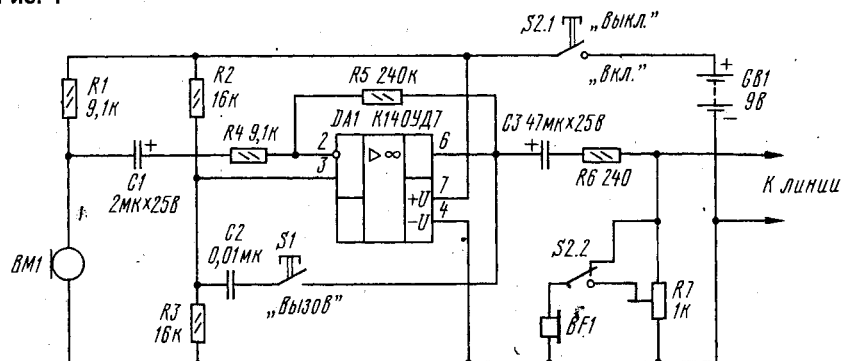 S2.1
„Выкл."
„Вкл."
GB1
9В
R1
9,1к
R2
16к
R5 240к
DA1 К140УД7
R4 9,1к
2
3
▷ ∞
6
7
+U
4
-U
C3 47мк×25В
+
R6 240
К линии
C1
2мк×25В
+
BM1
C2
0,01мк
S1
„Вызов"
R3
16к
S2.2
BF1
R7
1к
+
-